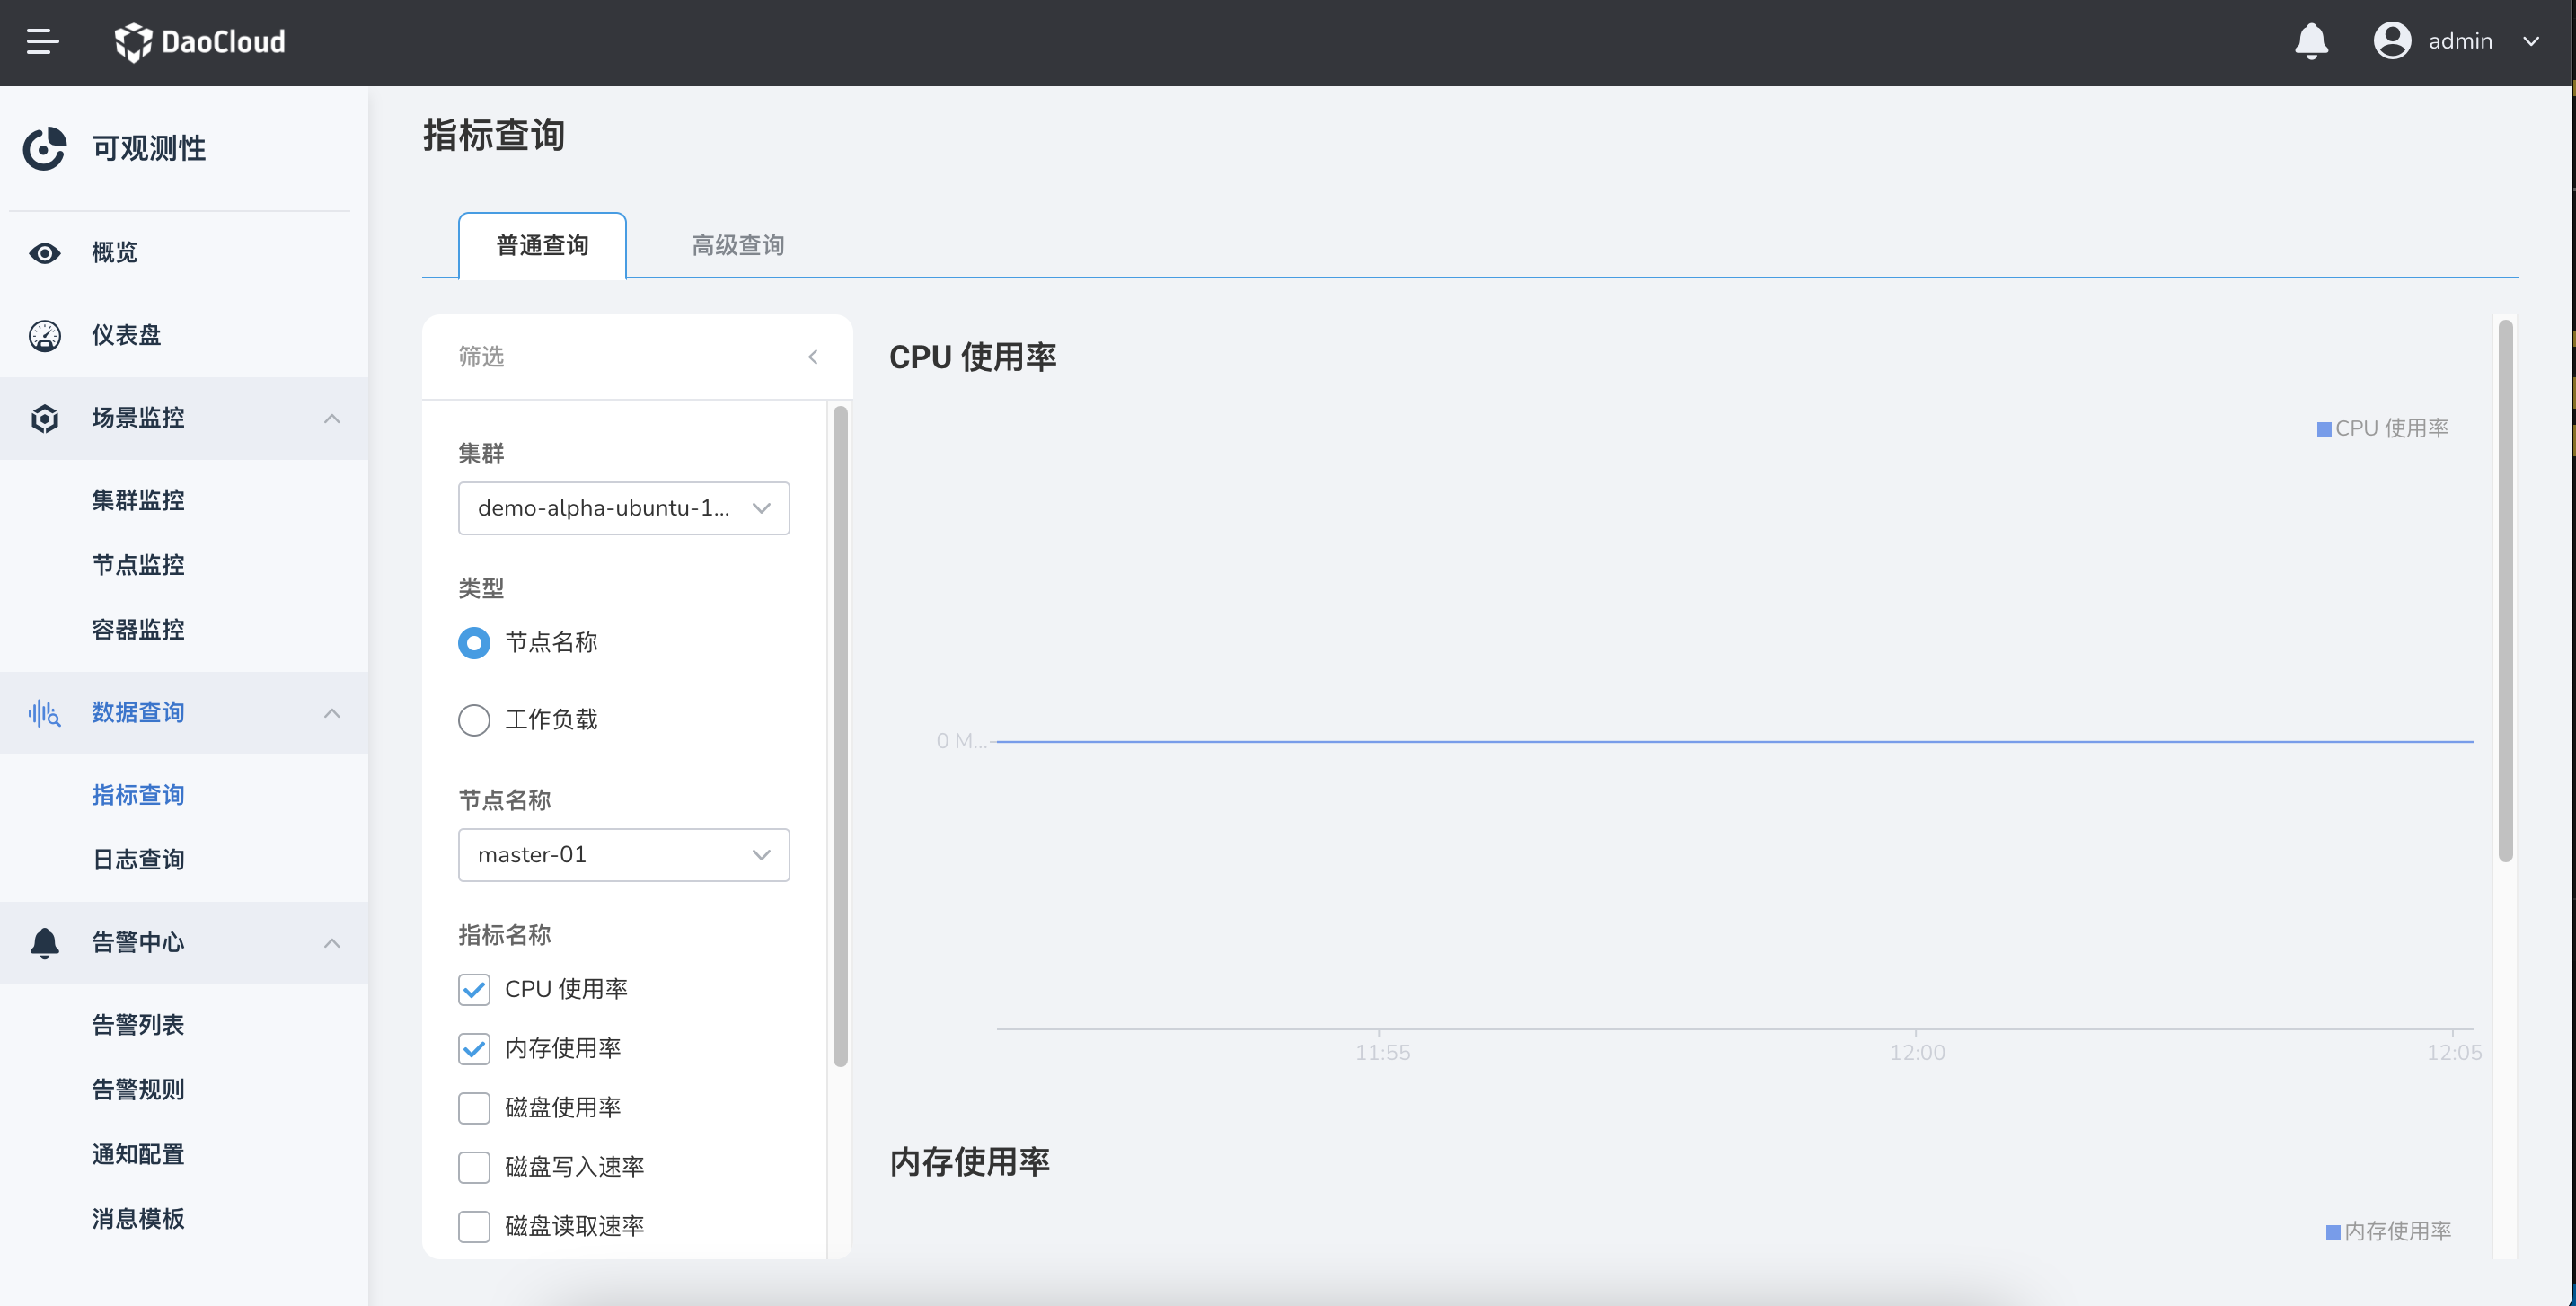 DaoCloud
admin
可观测性
概览
仪表盘
场景监控
集群监控
节点监控
容器监控
数据查询
指标查询
日志查询
告警中心
告警列表
告警规则
通知配置
消息模板
指标查询
普通查询
高级查询
筛选
集群
demo-alpha-ubuntu-1...
类型
节点名称
工作负载
节点名称
master-01
指标名称
CPU 使用率
内存使用率
磁盘使用率
磁盘写入速率
磁盘读取速率
CPU 使用率
CPU 使用率
0 M...
11:55
12:00
12:05
内存使用率
内存使用率